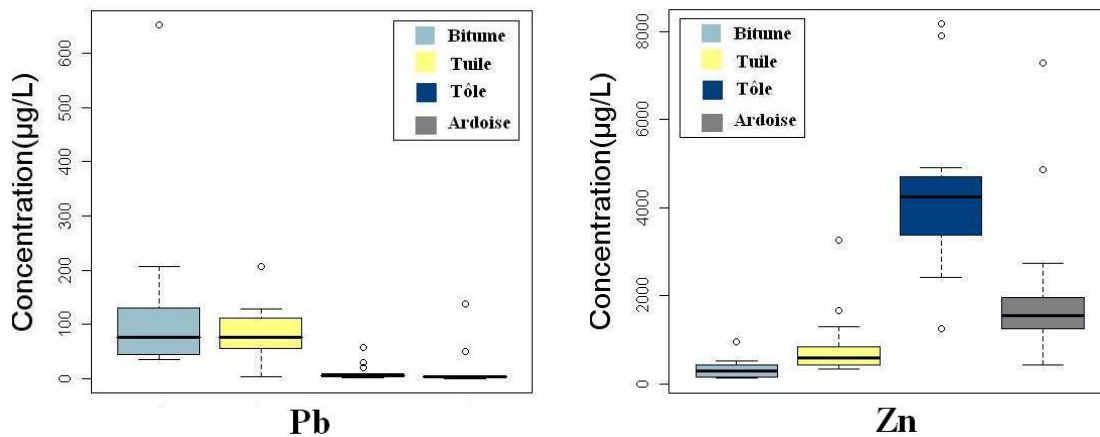 Concentration(µg/L)
600
500
400
300
200
100
0
Bitume
Tuile
Tôle
Ardoise
Pb
Concentration(µg/L)
8000
6000
4000
2000
0
Bitume
Tuile
Tôle
Ardoise
Zn